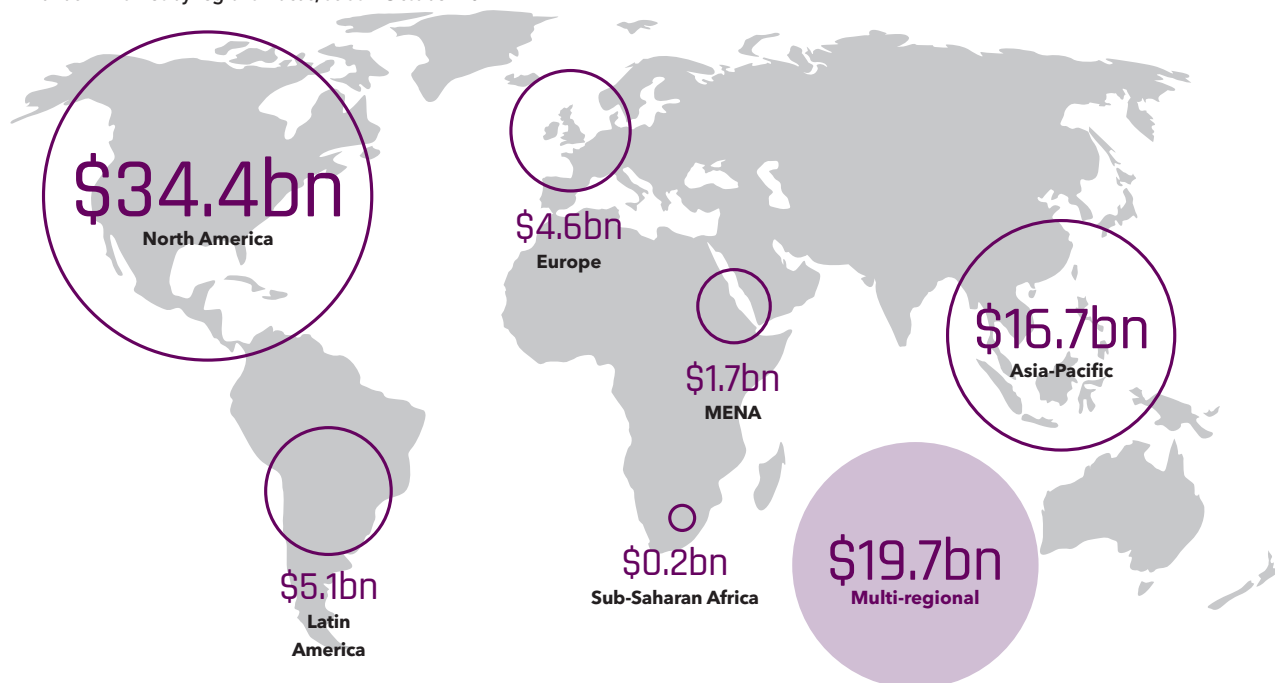 $34.4bn
North America
$4.6bn
Europe
$1.7bn
MENA
$16.7bn
Asia-Pacific
$5.1bn
Latin
America
$0.2bn
Sub-Saharan Africa
$19.7bn
Multi-regional